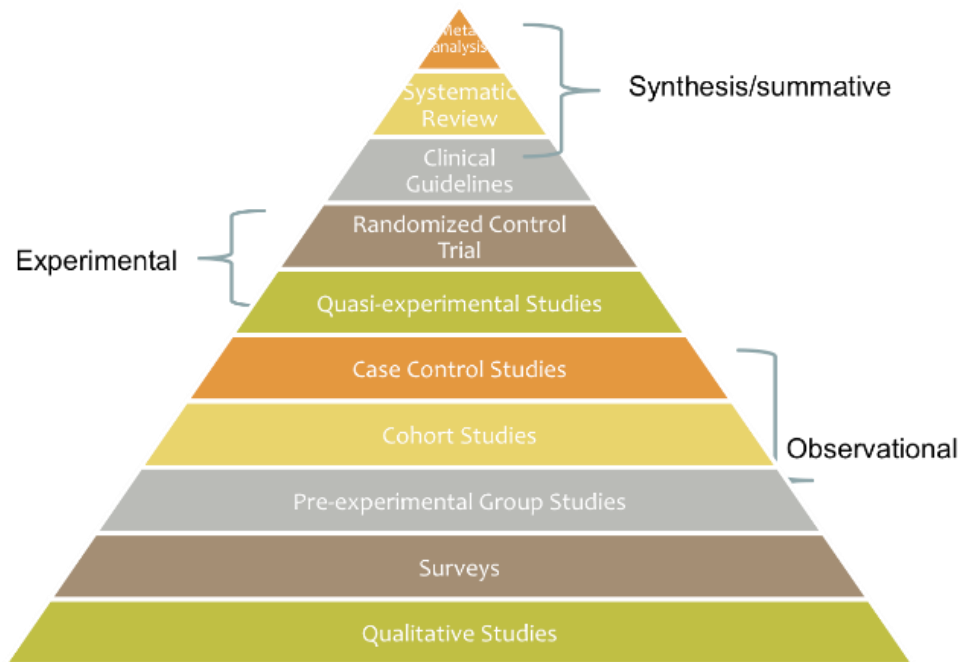 Meta
analysis
Synthesis/summative
Systematic
Review
Clinical
Guidelines
Randomized Control
Trial
Experimental
Quasi-experimental Studies
Case Control Studies
Cohort Studies
Observational
Pre-experimental Group Studies
Surveys
Qualitative Studies